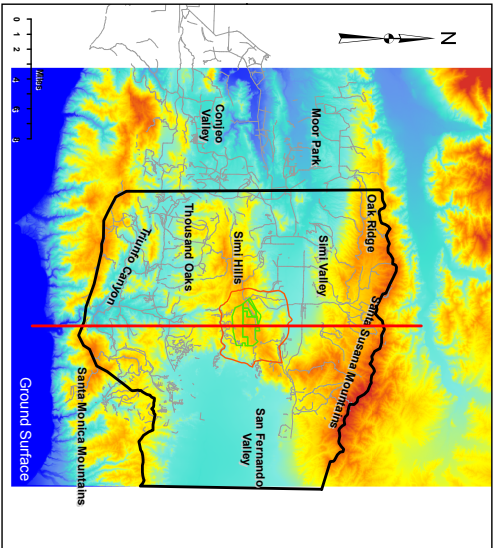 N
0 1 2 4 6 8
Miles
Moor Park
Conjeo
Valley
Oak Ridge
Santa Susana Mountains
Simi Valley
Simi Hills
Thousand Oaks
Triunfo Canyon
San Fernando
Valley
Santa Monica Mountains
Ground Surface